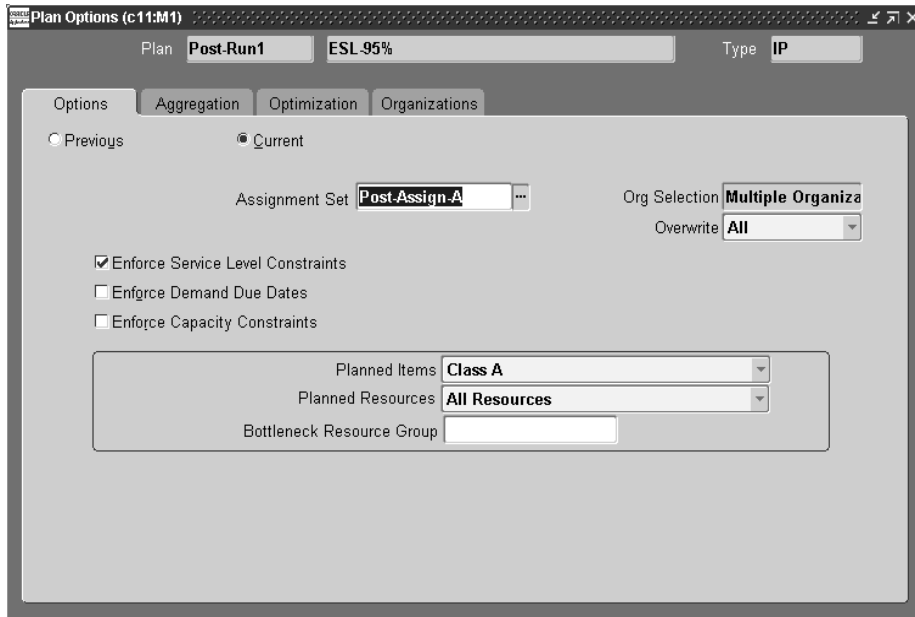 Plan Options (c11:M1)
Plan Post-Run1 ESL-95% Type IP
Options Aggregation Optimization Organizations
Previous Current
Assignment Set Post-Assign-A ... Org Selection Multiple Organiza
Overwrite All
Enforce Service Level Constraints
Enforce Demand Due Dates
Enforce Capacity Constraints
Planned Items Class A
Planned Resources All Resources
Bottleneck Resource Group